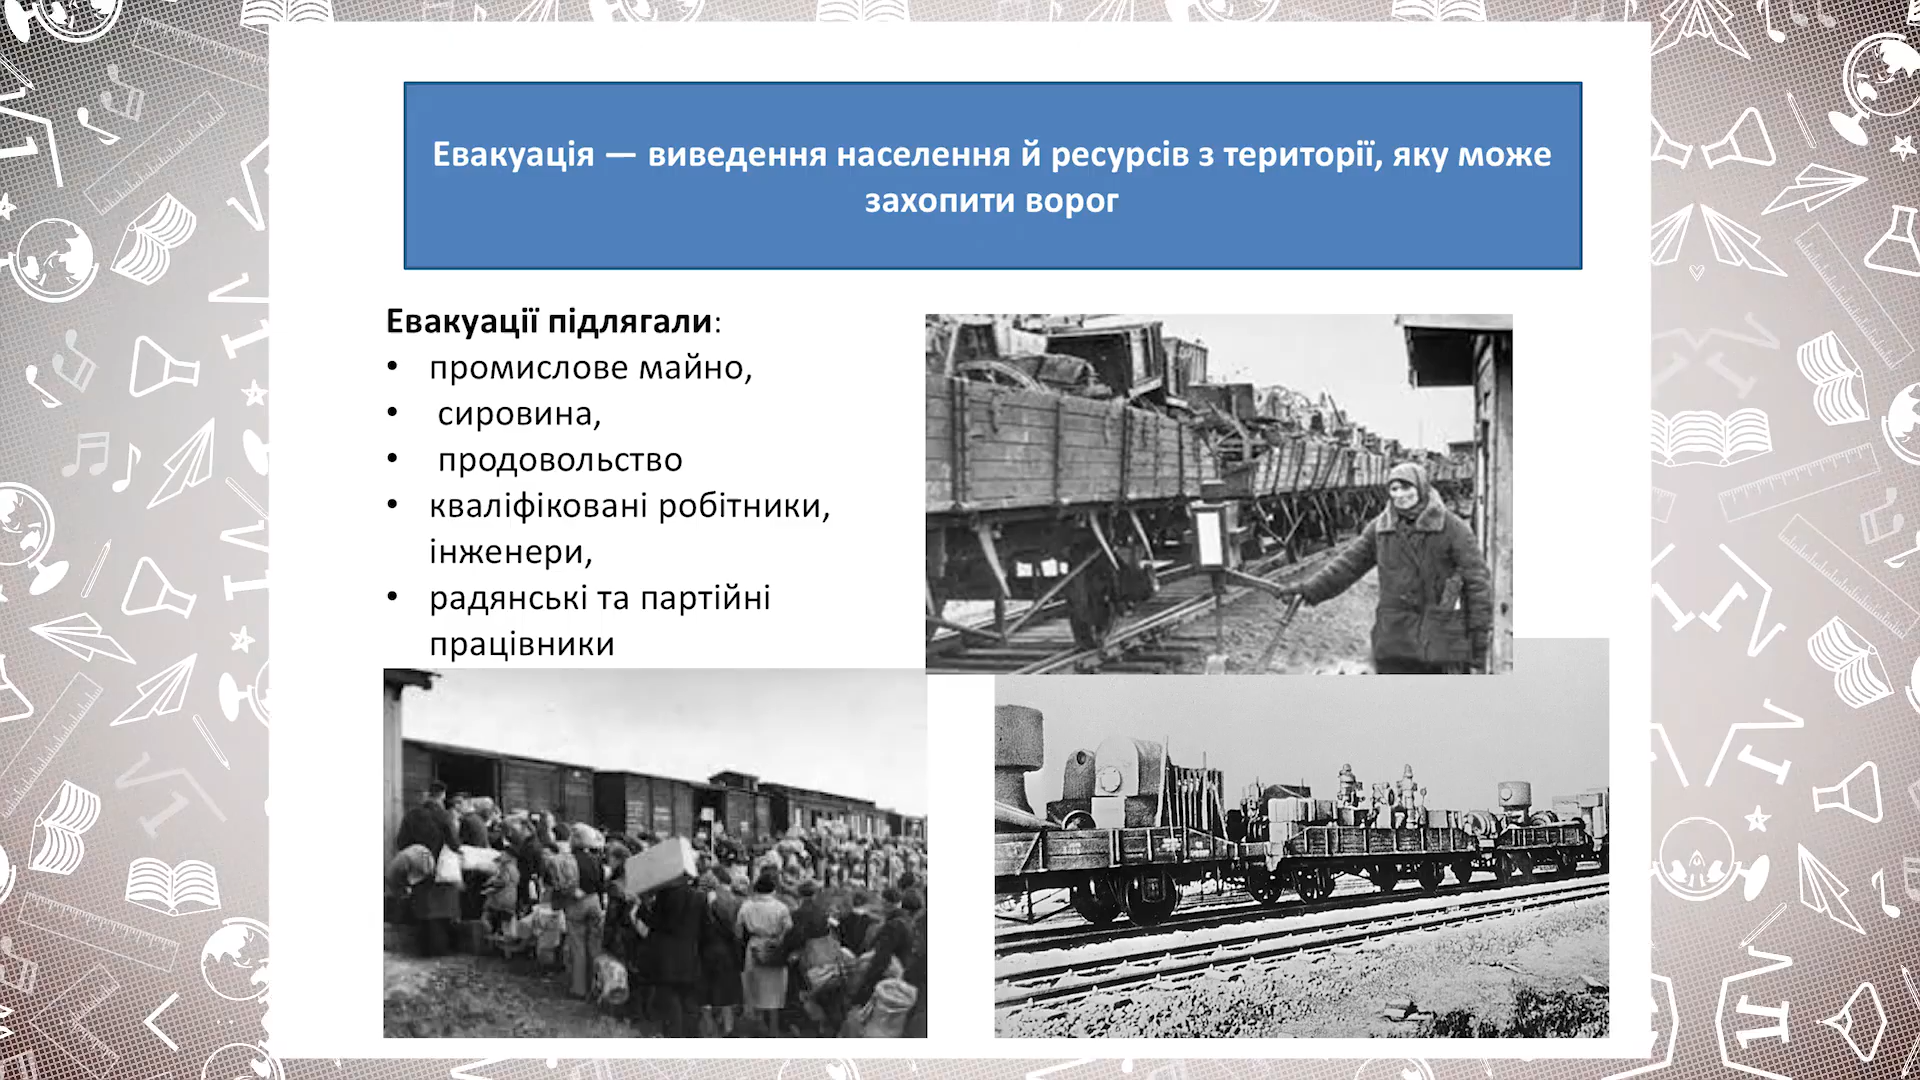 Евакуація — виведення населення й ресурсів з території, яку може
захопити ворог
Евакуації підлягали:
• промислове майно,
• сировина,
• продовольство
• кваліфіковані робітники,
інженери,
• радянські та партійні
працівники